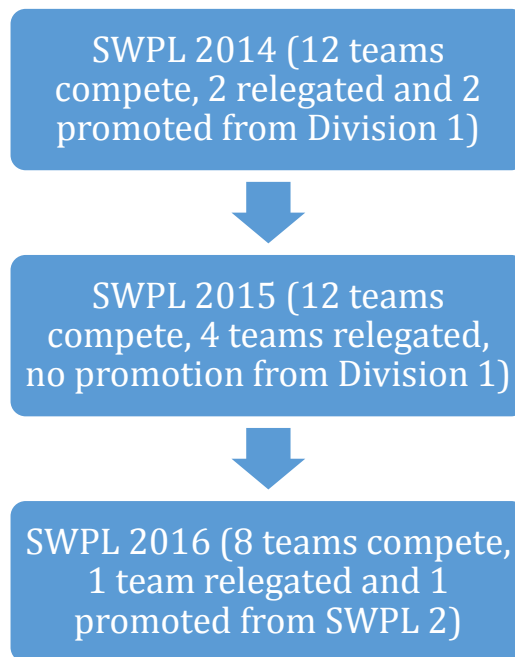 SWPL 2014 (12 teams
compete, 2 relegated and 2
promoted from Division 1)
SWPL 2015 (12 teams
compete, 4 teams relegated,
no promotion from Division 1)
SWPL 2016 (8 teams compete,
1 team relegated and 1
promoted from SWPL 2)